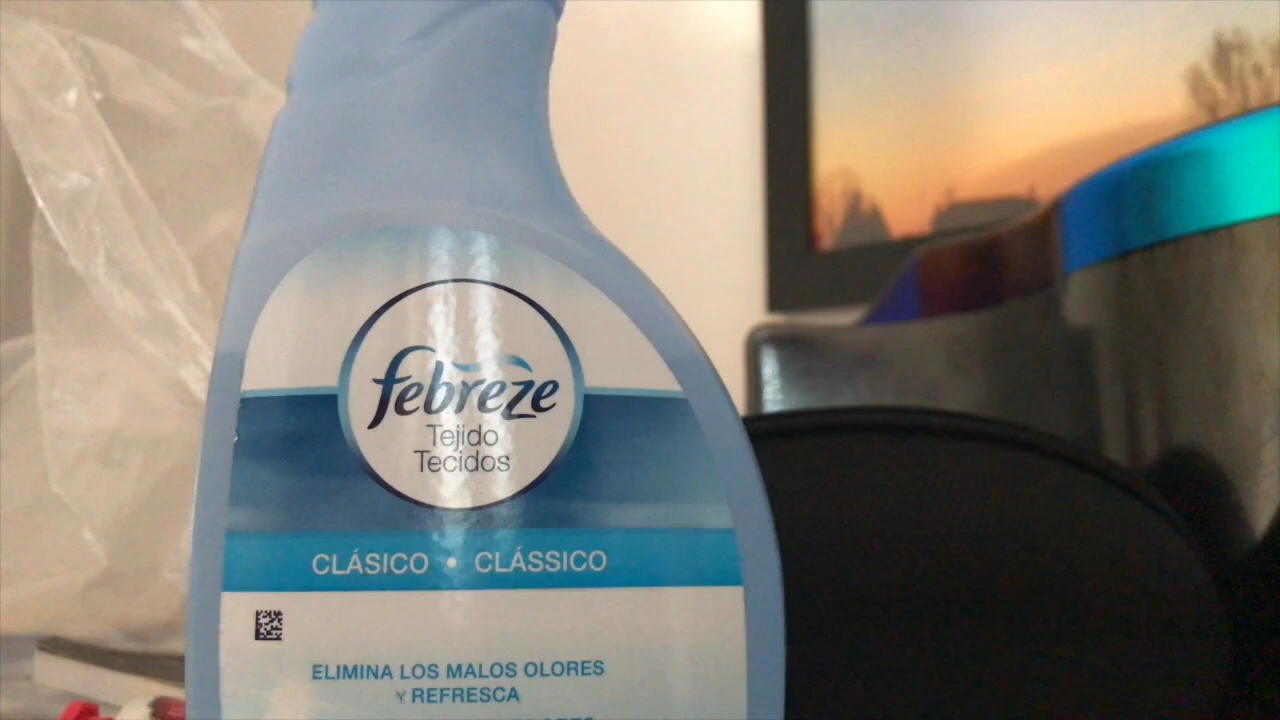 febreze
Tejido
Tecidos
CLÁSICO • CLÁSSICO
ELIMINA LOS MALOS OLORES
Y REFRESCA